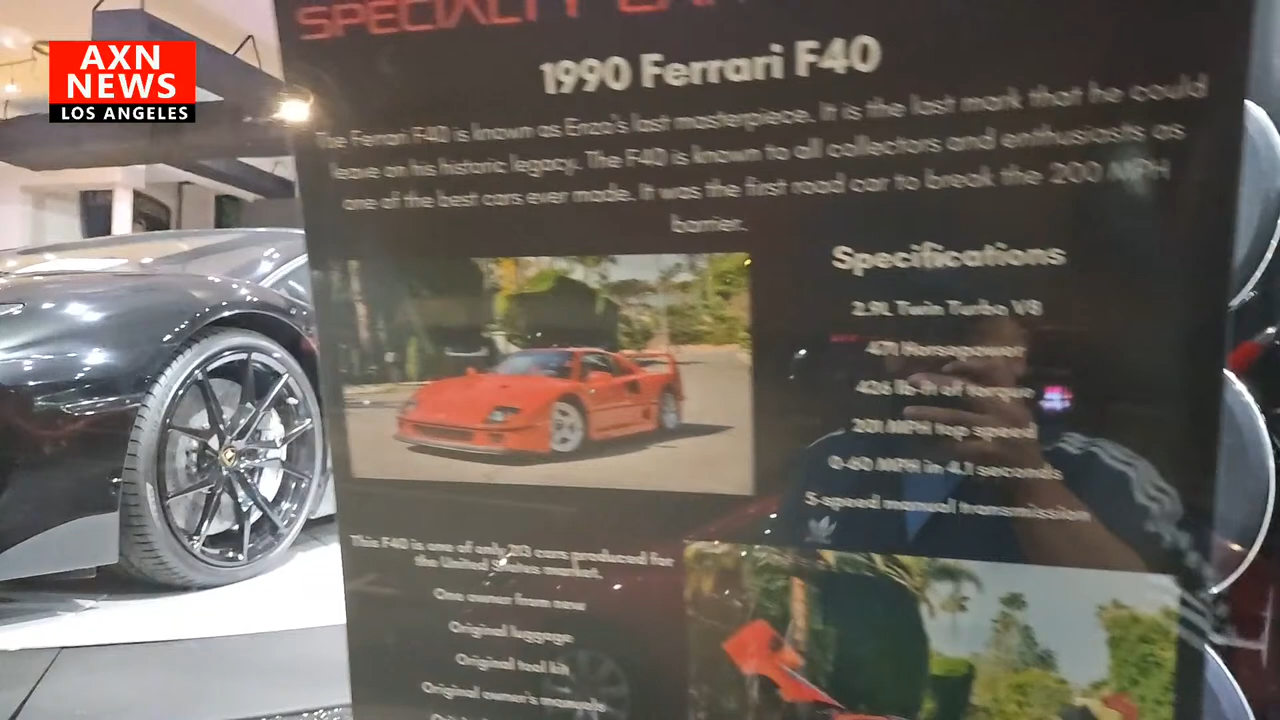 AXN
NEWS
LOS ANGELES
SPECIALTY
1990 Ferrari F40
The Ferrari F40 is known as Enzo's last masterpiece. It is the last mark that he could
leave on his historic legacy. The F40 is known to all collectors and enthusiasts as
one of the best cars ever made. It was the first road car to break the 200 MPH
barrier.
Specifications
2.9L Twin Turbo V8
471 Horsepower
426 lb-ft of torque
201 MPH top speed
0-60 MPH in 4.1 seconds
5-speed manual transmission
This F40 is one of only 213 cars produced for
the United States market.
One owner from new
Original luggage
Original tool kit
Original owner's manuals